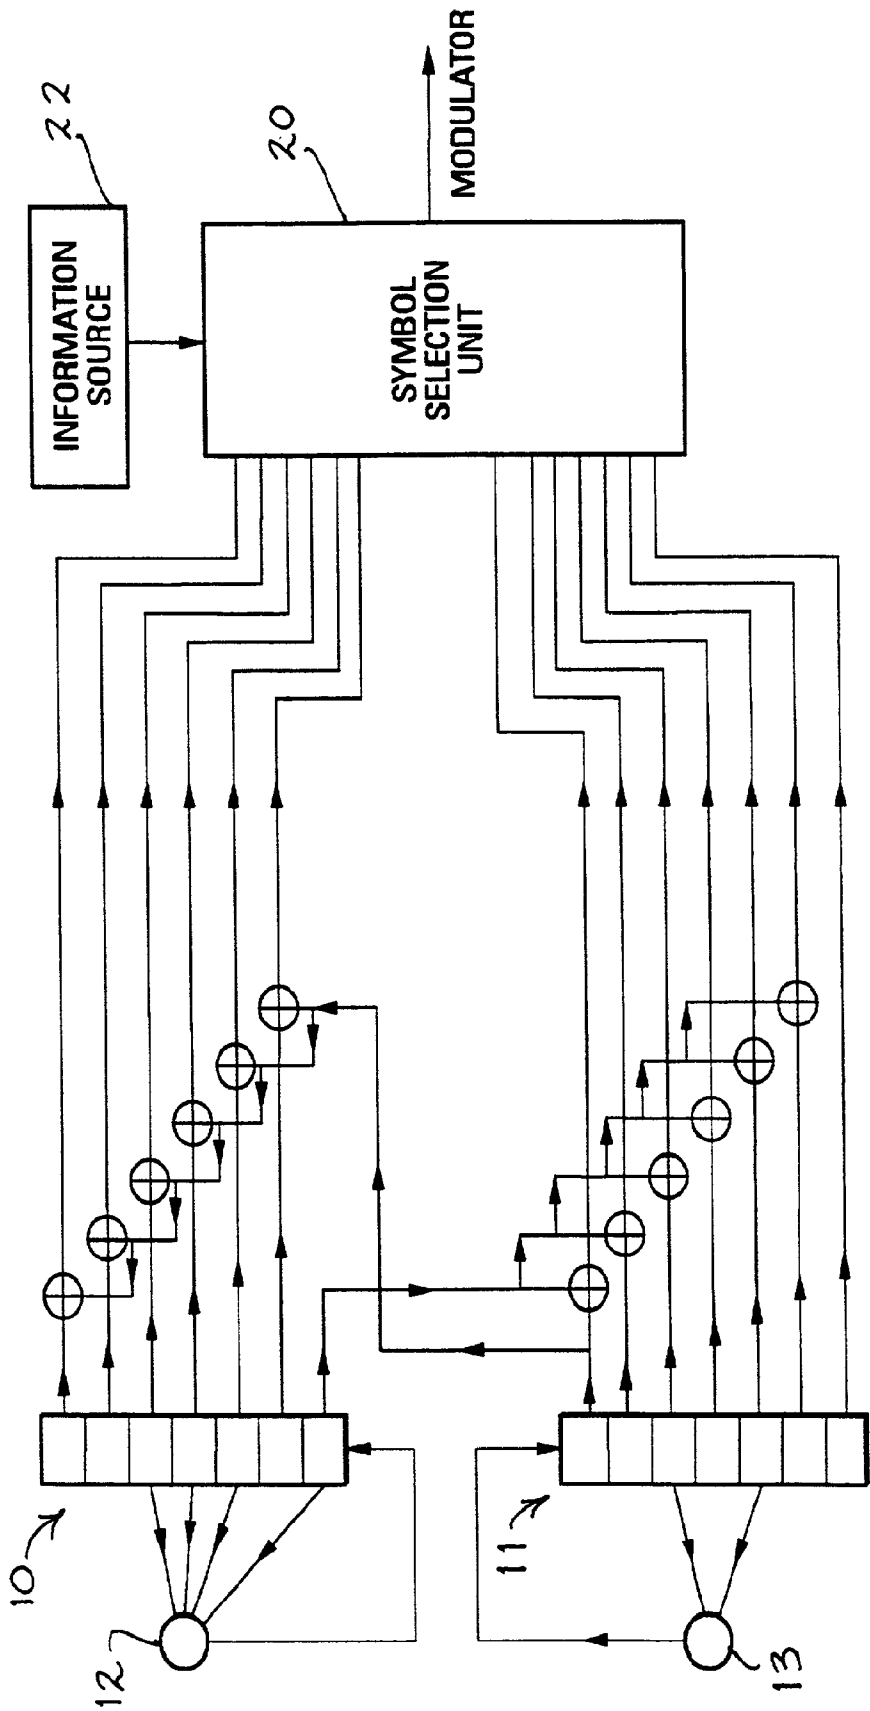 22
INFORMATION
SOURCE
20
SYMBOL
SELECTION
UNIT
MODULATOR
10
12
11
13